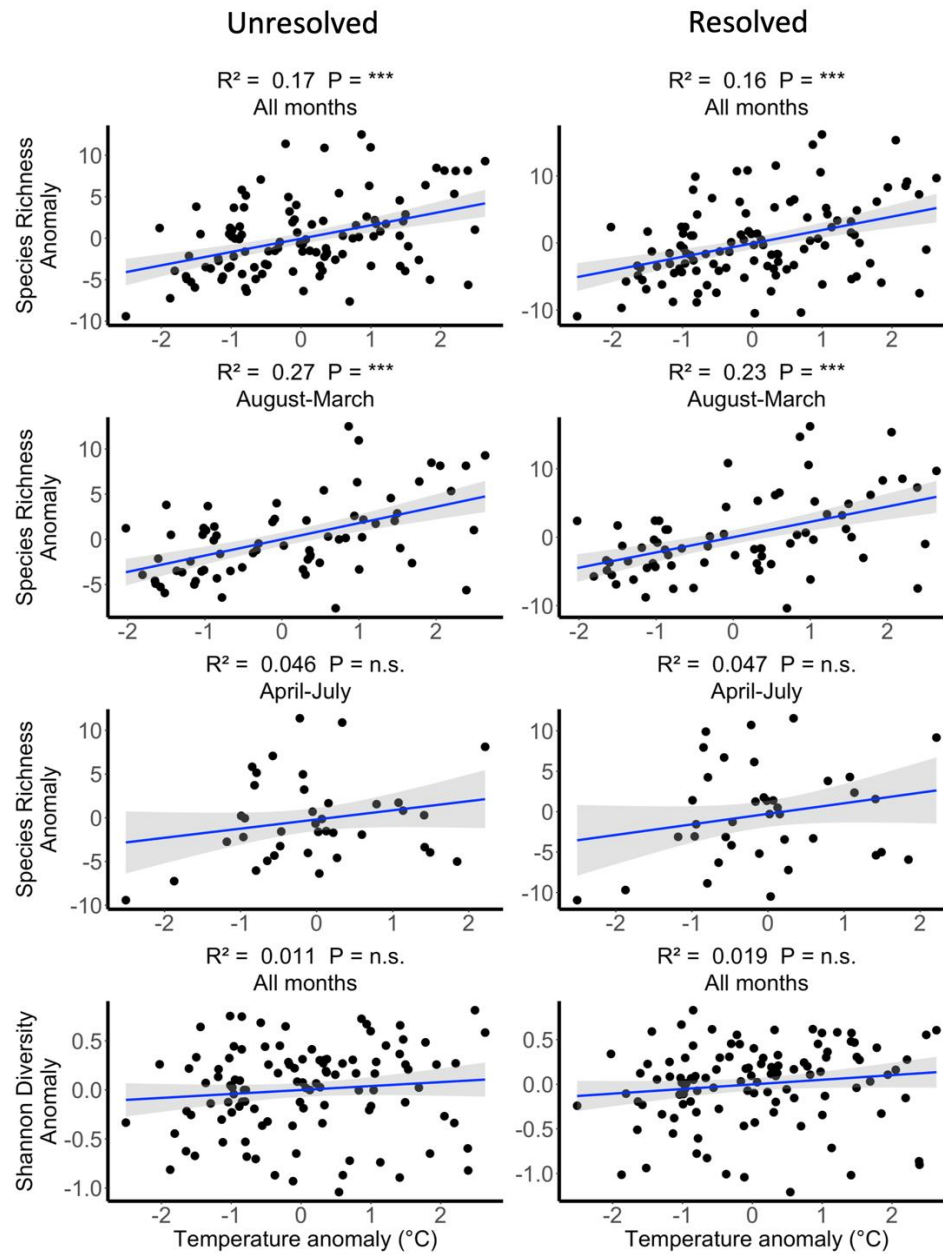 Unresolved
Resolved
R² = 0.17 P = ***
All months
R² = 0.16 P = ***
All months
Species Richness
Anomaly
10
5
0
-5
-10
-2 -1 0 1 2
15
10
5
0
-5
-10
-2 -1 0 1 2
R² = 0.27 P = ***
August-March
R² = 0.23 P = ***
August-March
Species Richness
Anomaly
10
5
0
-5
-2 -1 0 1 2
10
0
-10
-2 -1 0 1 2
R² = 0.046 P = n.s.
April-July
R² = 0.047 P = n.s.
April-July
Species Richness
Anomaly
10
5
0
-5
-10
-2 -1 0 1 2
10
5
0
-5
-10
-2 -1 0 1 2
R² = 0.011 P = n.s.
All months
R² = 0.019 P = n.s.
All months
Shannon Diversity
Anomaly
0.5
0.0
-0.5
-1.0
-2 -1 0 1 2
Temperature anomaly (°C)
0.5
0.0
-0.5
-1.0
-2 -1 0 1 2
Temperature anomaly (°C)